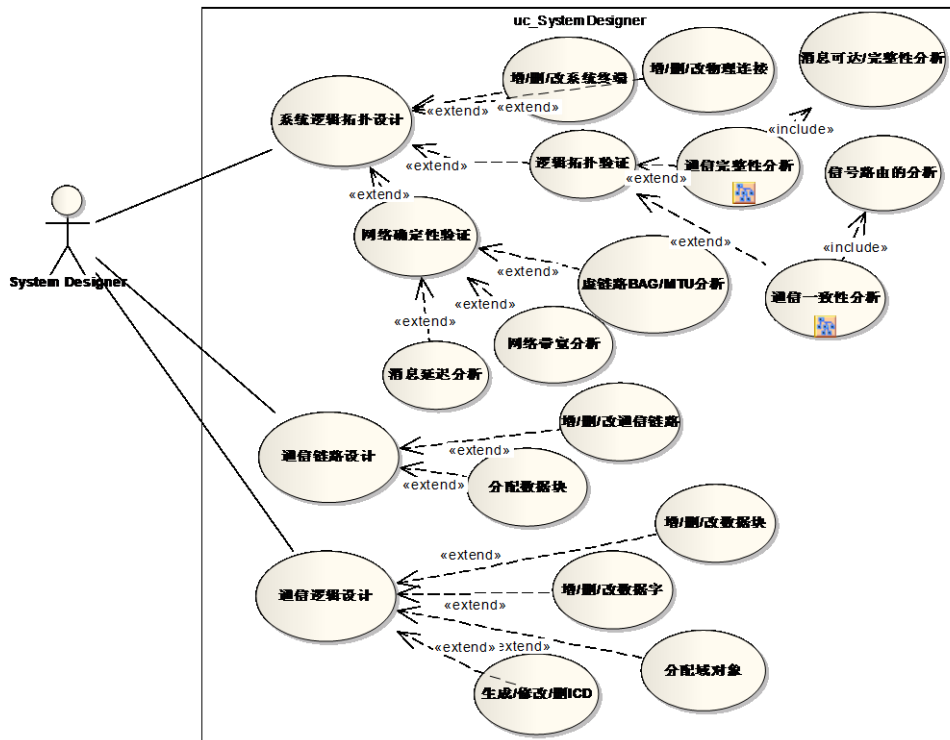 uc_SystemDesigner
消息可达/完整性分析
增/删/改系统终端
增/删/改物理连接
«extend»
«extend»
系统逻辑拓扑设计
«include»
«extend»
逻辑拓扑验证
通信完整性分析
信号路由的分析
«extend»
«extend»
网络确定性验证
«extend»
«include»
«extend»
虚链路BAG/MTU分析
System Designer
通信一致性分析
«extend»
«extend»
网络带宽分析
消息延迟分析
增/删/改通信链路
«extend»
通信链路设计
«extend»
分配数据块
增/删/改数据块
«extend»
增/删/改数据字
通信逻辑设计
«extend»
«extend»
extend»
分配域对象
生成/修改/删ICD